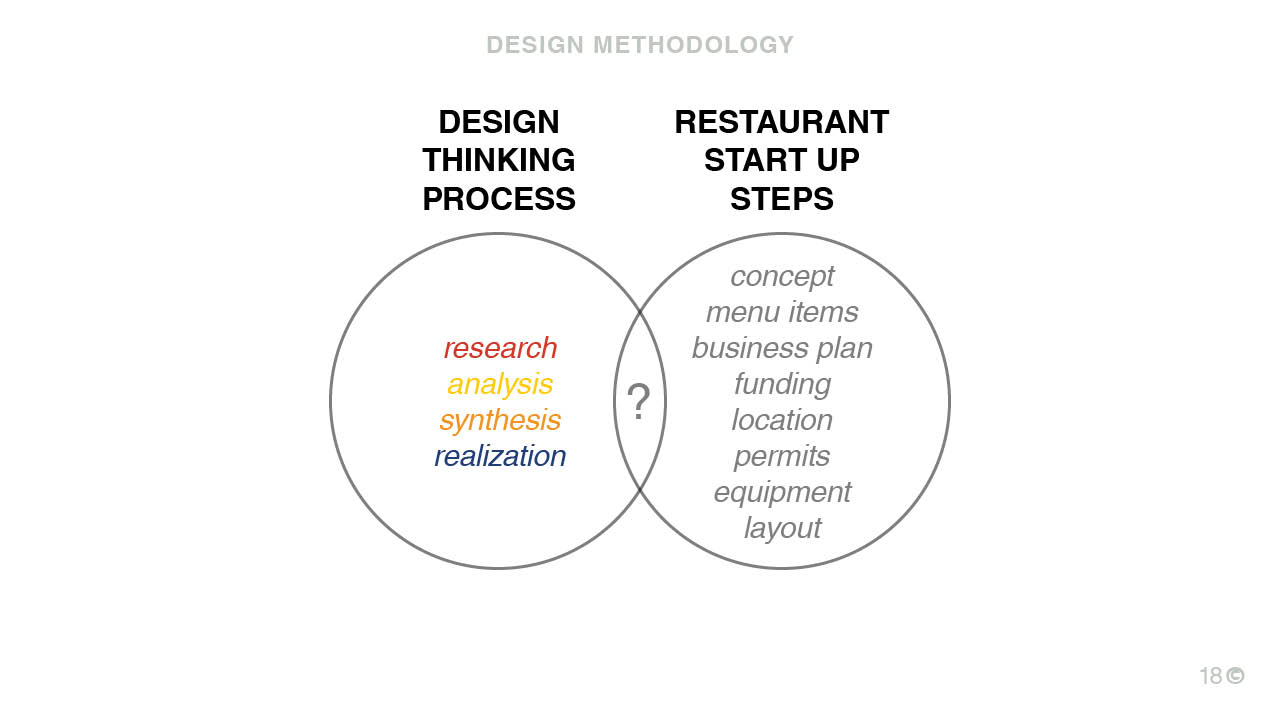 DESIGN METHODOLOGY
DESIGN
THINKING
PROCESS
RESTAURANT
START UP
STEPS
research
analysis
synthesis
realization
?
concept
menu items
business plan
funding
location
permits
equipment
layout
18©